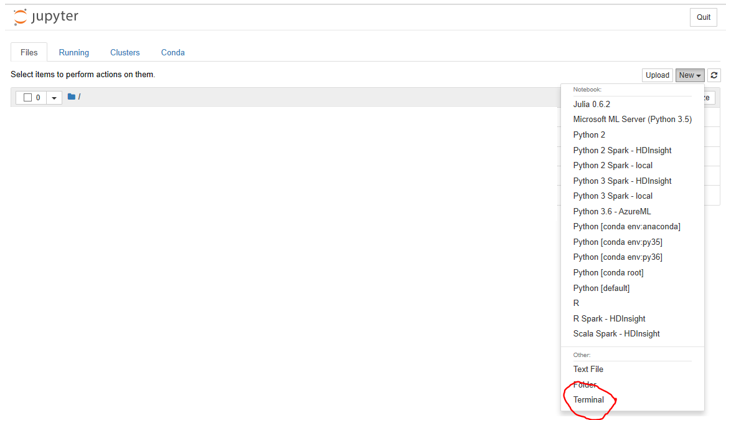 jupyter
Quit
Files Running Clusters Conda
Select items to perform actions on them.
Upload New
0 /
Notebook:
Julia 0.6.2
Microsoft ML Server (Python 3.5)
Python 2
Python 2 Spark - HDInsight
Python 2 Spark - local
Python 3 Spark - HDInsight
Python 3 Spark - local
Python 3.6 - AzureML
Python [conda env:anaconda]
Python [conda env:py35]
Python [conda env:py36]
Python [conda root]
Python [default]
R
R Spark - HDInsight
Scala Spark - HDInsight
Other:
Text File
Folder
Terminal